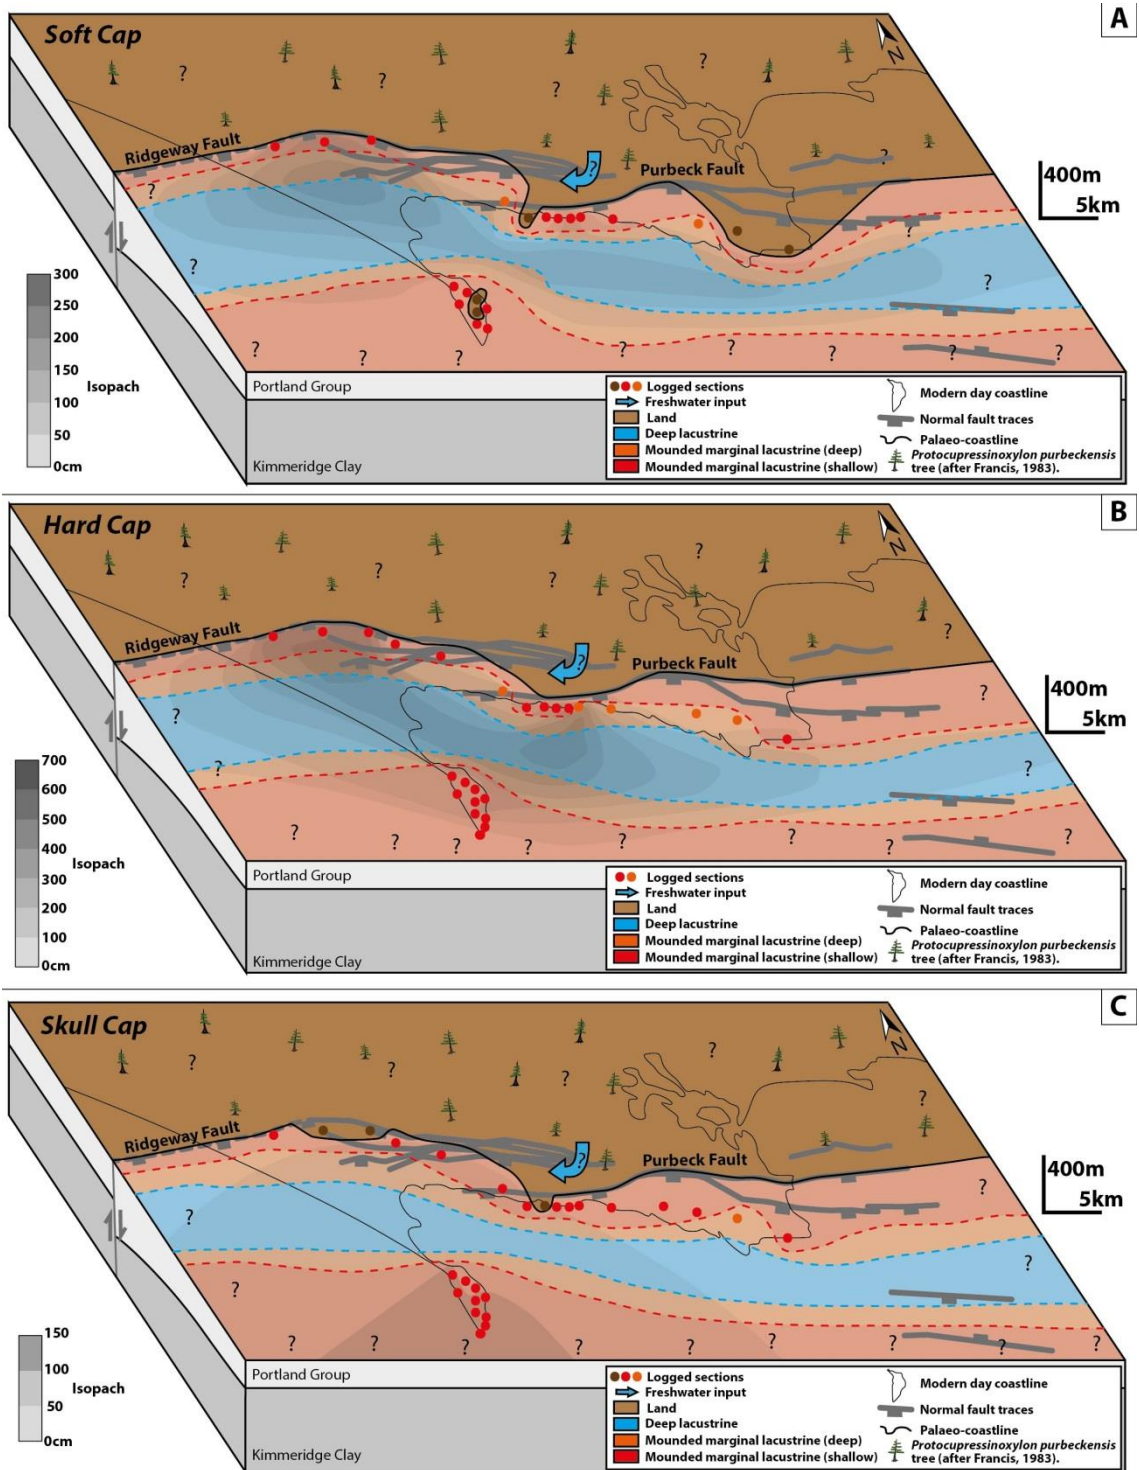 A
Soft Cap
N
?
?
?
?
Ridgeway Fault
?
Purbeck Fault
?
400m
5km
?
?
?
?
300
250
200
150
100
50
0cm
Isopach
?
?
?
?
?
?
?
Portland Group
Kimmeridge Clay
Logged sections
Freshwater input
Land
Deep lacustrine
Mounded marginal lacustrine (deep)
Mounded marginal lacustrine (shallow)
Modern day coastline
Normal fault traces
Palaeo-coastline
Protocupressinoxylon purbeckensis
tree (after Francis, 1983).
B
Hard Cap
N
?
?
?
?
?
Ridgeway Fault
?
Purbeck Fault
?
400m
5km
?
?
?
700
600
500
400
300
200
100
0cm
Isopach
?
?
?
?
?
?
?
?
Portland Group
Kimmeridge Clay
Logged sections
Freshwater input
Land
Deep lacustrine
Mounded marginal lacustrine (deep)
Mounded marginal lacustrine (shallow)
Modern day coastline
Normal fault traces
Palaeo-coastline
Protocupressinoxylon purbeckensis
tree (after Francis, 1983).
C
Skull Cap
N
?
?
?
?
Ridgeway Fault
?
Purbeck Fault
?
400m
5km
?
?
?
150
100
50
0cm
Isopach
?
?
?
?
?
?
?
?
Portland Group
Kimmeridge Clay
Logged sections
Freshwater input
Land
Deep lacustrine
Mounded marginal lacustrine (deep)
Mounded marginal lacustrine (shallow)
Modern day coastline
Normal fault traces
Palaeo-coastline
Protocupressinoxylon purbeckensis
tree (after Francis, 1983).